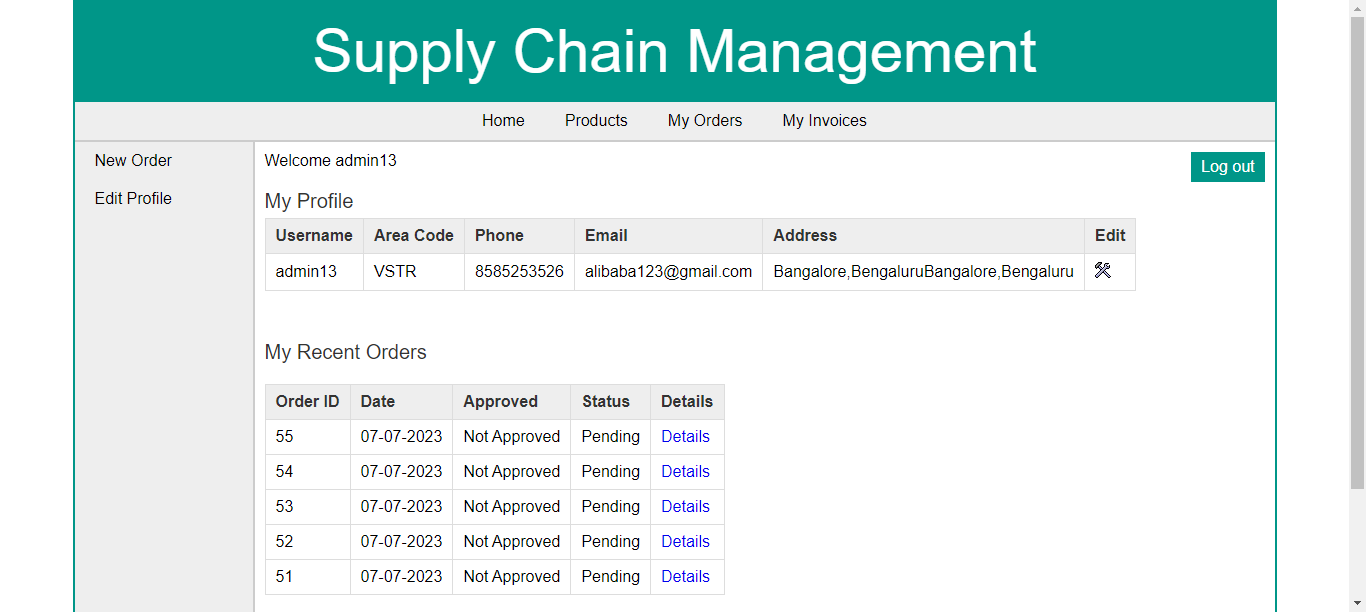 Supply Chain Management
Home Products My Orders My Invoices
New Order
Edit Profile
Welcome admin13
Log out
My Profile
Username Area Code Phone Email Address Edit
admin13 VSTR 8585253526 alibaba123@gmail.com Bangalore,BengaluruBangalore,Bengaluru
My Recent Orders
Order ID Date Approved Status Details
55 07-07-2023 Not Approved Pending Details
54 07-07-2023 Not Approved Pending Details
53 07-07-2023 Not Approved Pending Details
52 07-07-2023 Not Approved Pending Details
51 07-07-2023 Not Approved Pending Details